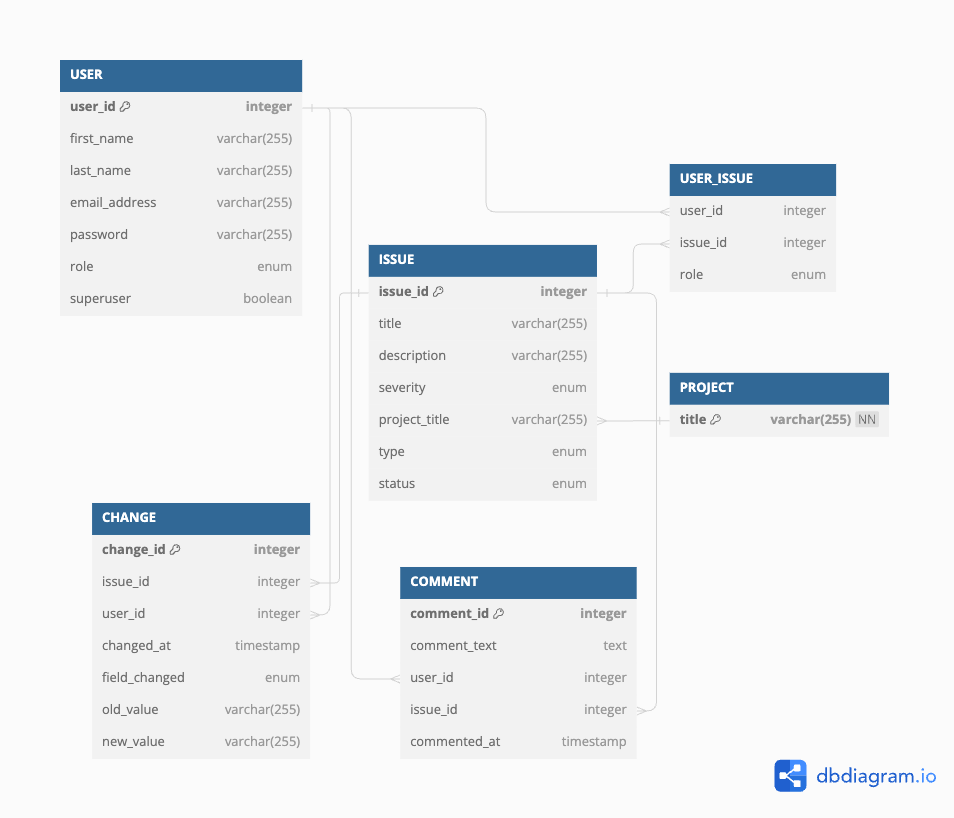 USER
user_id integer
first_name varchar(255)
last_name varchar(255)
email_address varchar(255)
password varchar(255)
role enum
superuser boolean
USER_ISSUE
user_id integer
issue_id integer
role enum
ISSUE
issue_id integer
title varchar(255)
description varchar(255)
severity enum
project_title varchar(255)
type enum
status enum
PROJECT
title varchar(255) NN
CHANGE
change_id integer
issue_id integer
user_id integer
changed_at timestamp
field_changed enum
old_value varchar(255)
new_value varchar(255)
COMMENT
comment_id integer
comment_text text
user_id integer
issue_id integer
commented_at timestamp
dbdiagram.io